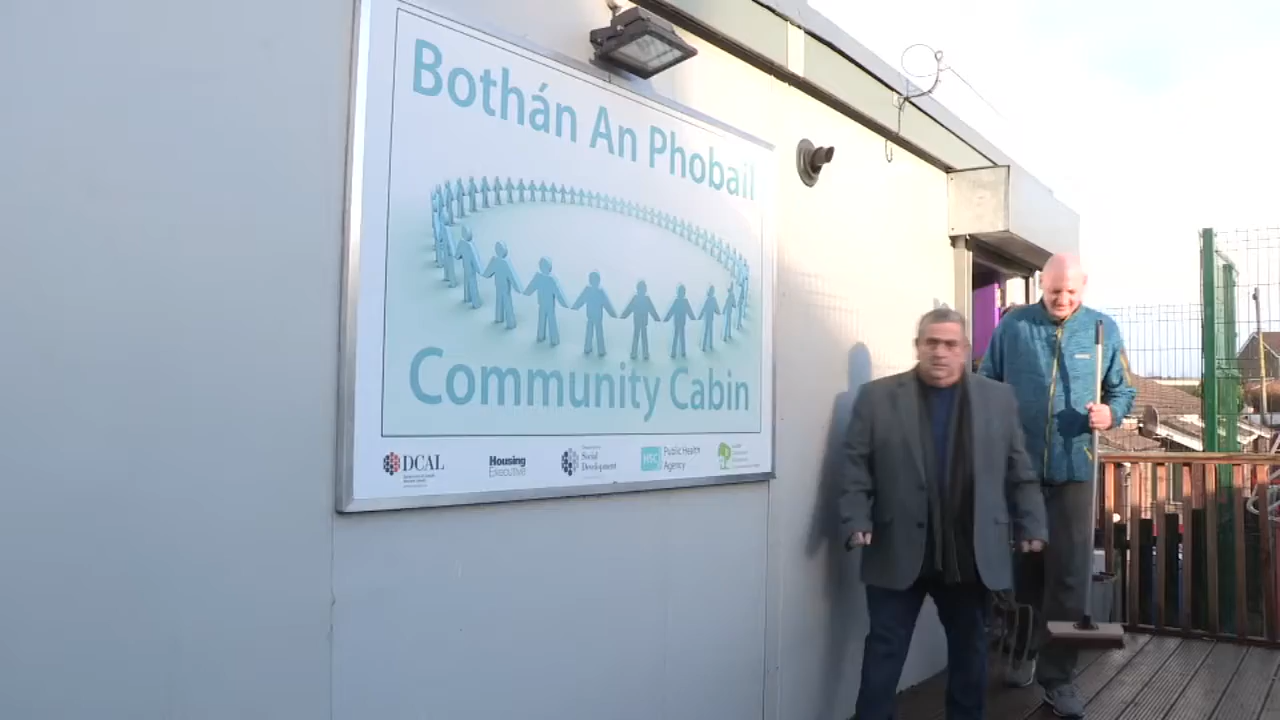 Bothán An Phobail
Community Cabin
DCAL
Housing
Executive
Social
Development
HSC
Public Health
Agency